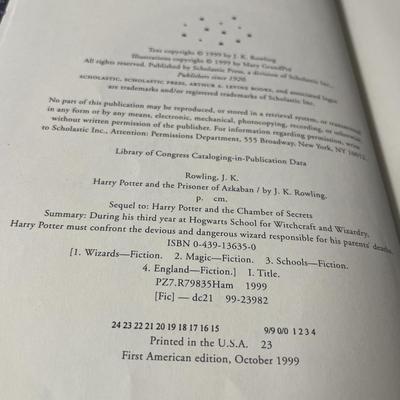 Text copyright © 1999 by J. K. Rowling
Illustrations copyright © 1999 by Mary GrandPré
All rights reserved. Published by Scholastic Press, a division of Scholastic Inc.,
Publishers since 1920.
SCHOLASTIC, SCHOLASTIC PRESS, ARTHUR A. LEVINE BOOKS, and associated logos
are trademarks and/or registered trademarks of Scholastic Inc.
No part of this publication may be reproduced, or stored in a retrieval system, or transmitted
in any form or by any means, electronic, mechanical, photocopying, recording, or otherwise,
without written permission of the publisher. For information regarding permission, write
to Scholastic Inc., Attention: Permissions Department, 555 Broadway, New York, NY 10012.
Library of Congress Cataloging-in-Publication Data
Rowling, J. K.
Harry Potter and the Prisoner of Azkaban / by J. K. Rowling.
p. cm.
Sequel to: Harry Potter and the Chamber of Secrets
Summary: During his third year at Hogwarts School for Witchcraft and Wizardry,
Harry Potter must confront the devious and dangerous wizard responsible for his parents' deaths.
ISBN 0-439-13635-0
[1. Wizards—Fiction. 2. Magic—Fiction. 3. Schools—Fiction.
4. England—Fiction.] I. Title.
PZ7.R79835Ham 1999
[Fic] — dc21 99-23982
24 23 22 21 20 19 18 17 16 15 9/9 0/0 1 2 3 4
Printed in the U.S.A. 23
First American edition, October 1999